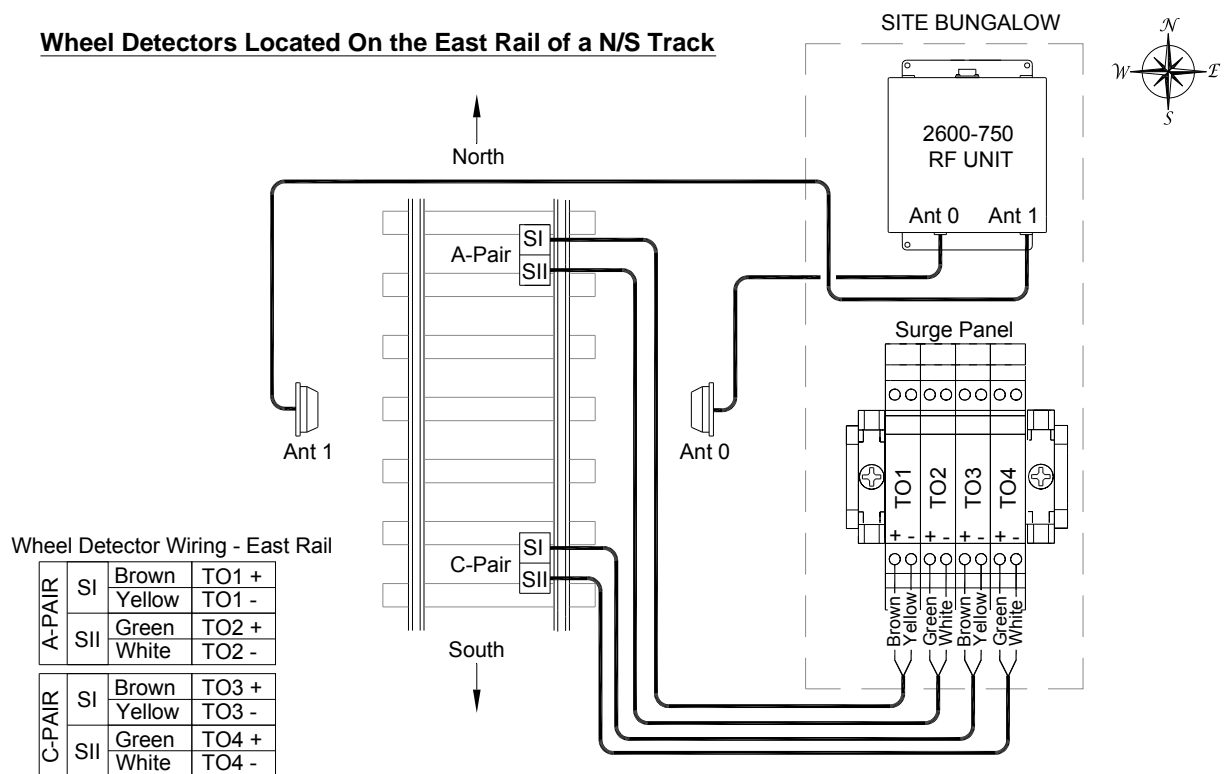 SITE BUNGALOW
Wheel Detectors Located On the East Rail of a N/S Track
N
W E
S
2600-750
RF UNIT
North
Ant 0 Ant 1
A-Pair
SI
SII
Surge Panel
Ant 1
Ant 0
TO1 TO2 TO3 TO4
+ - + - + - + -
Wheel Detector Wiring - East Rail
C-Pair
SI
SII
Brown Yellow Green White Brown Yellow Green White
A-PAIR SI Brown TO1 +
Yellow TO1 -
SII Green TO2 +
White TO2 -
South
C-PAIR SI Brown TO3 +
Yellow TO3 -
SII Green TO4 +
White TO4 -